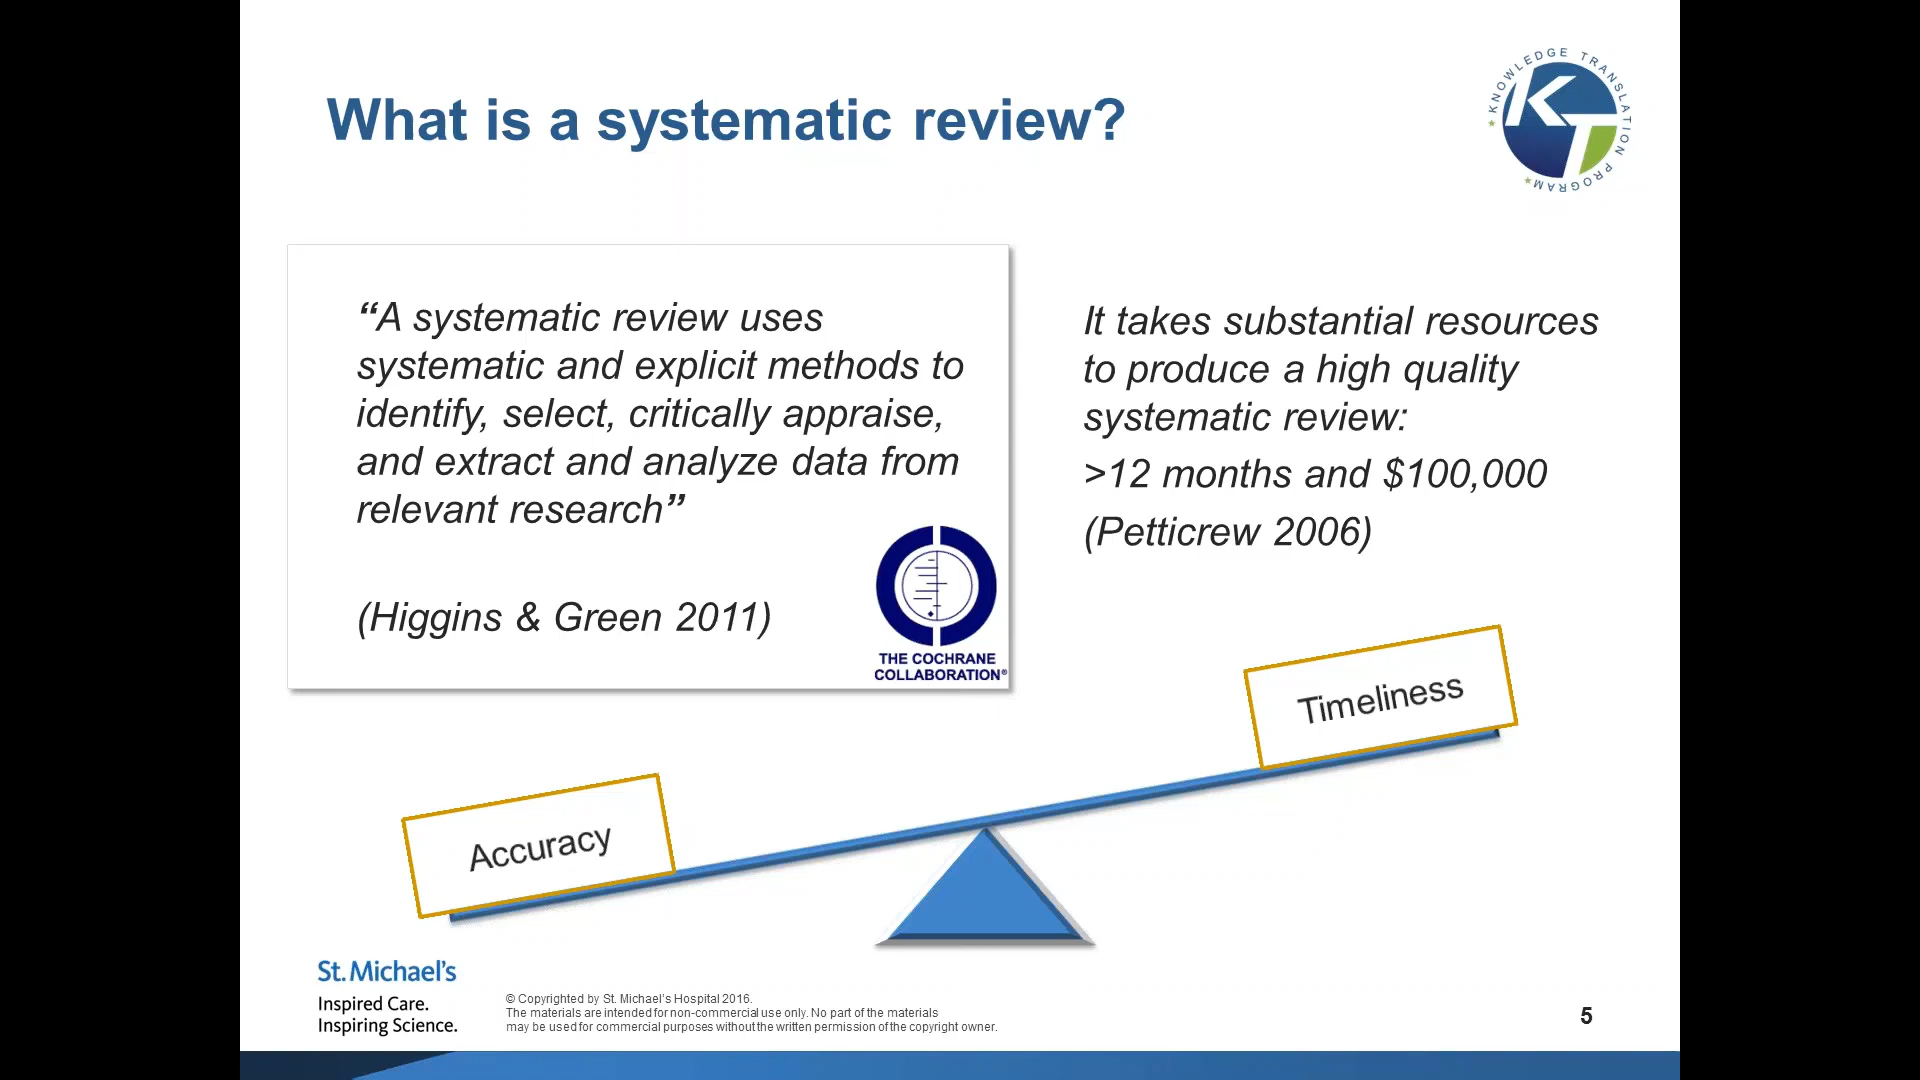 What is a systematic review?
KNOWLEDGE TRANSLATION PROGRAM
KT
“A systematic review uses
systematic and explicit methods to
identify, select, critically appraise,
and extract and analyze data from
relevant research”
(Higgins & Green 2011)
THE COCHRANE
COLLABORATION®
It takes substantial resources
to produce a high quality
systematic review:
>12 months and $100,000
(Petticrew 2006)
Timeliness
Accuracy
St. Michael's
Inspired Care.
Inspiring Science.
© Copyrighted by St. Michael's Hospital 2016.
The materials are intended for non-commercial use only. No part of the materials
may be used for commercial purposes without the written permission of the copyright owner.
5